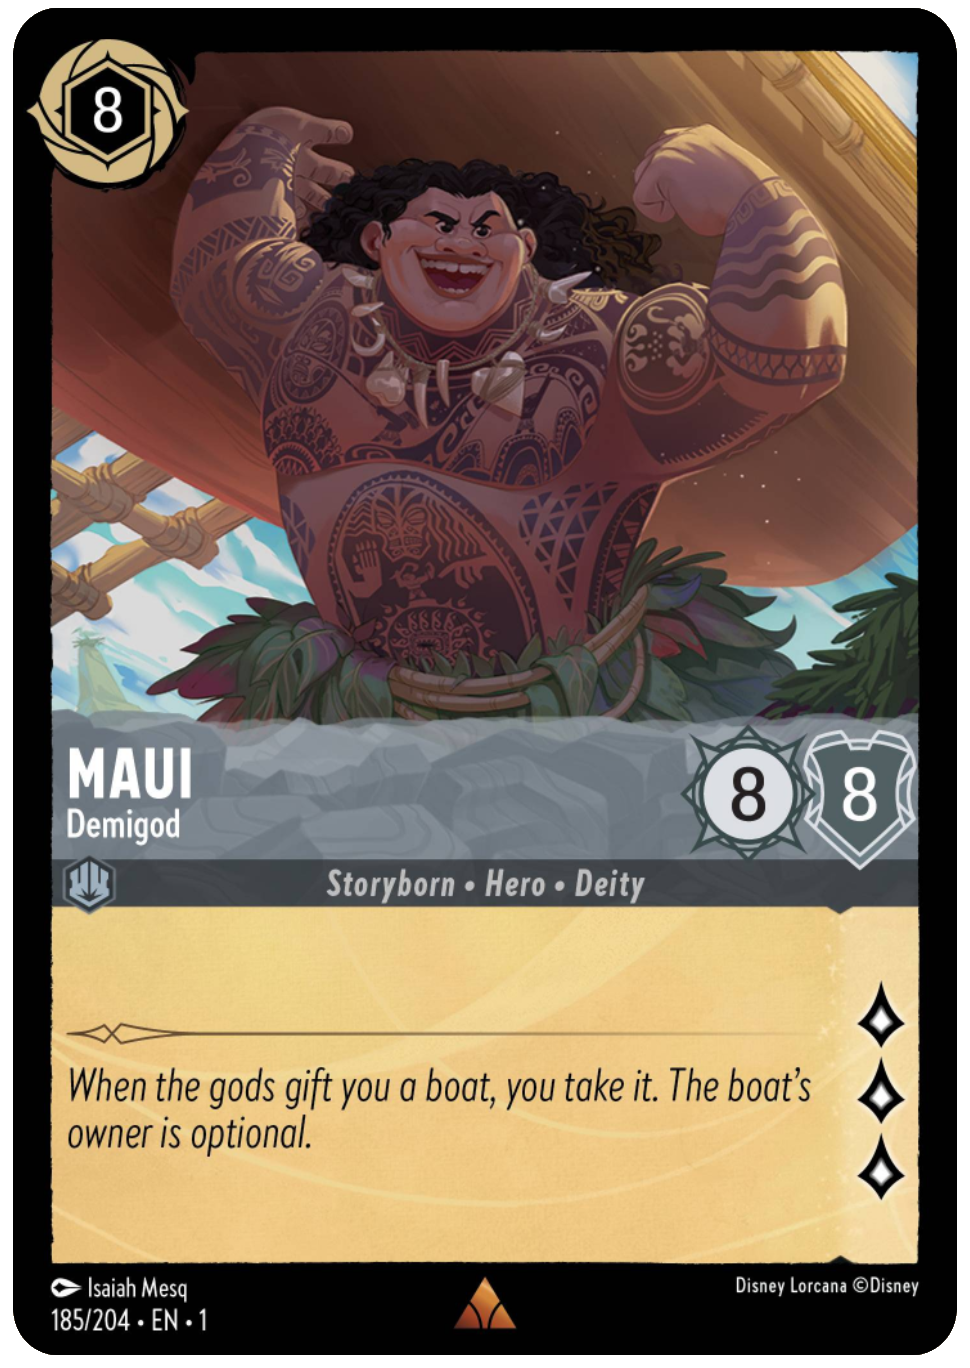 8
MAUI
Demigod
8
8
Storyborn • Hero • Deity
When the gods gift you a boat, you take it. The boat's
owner is optional.
Isaiah Mesq
185/204 • EN • 1
Disney Lorcana ©Disney